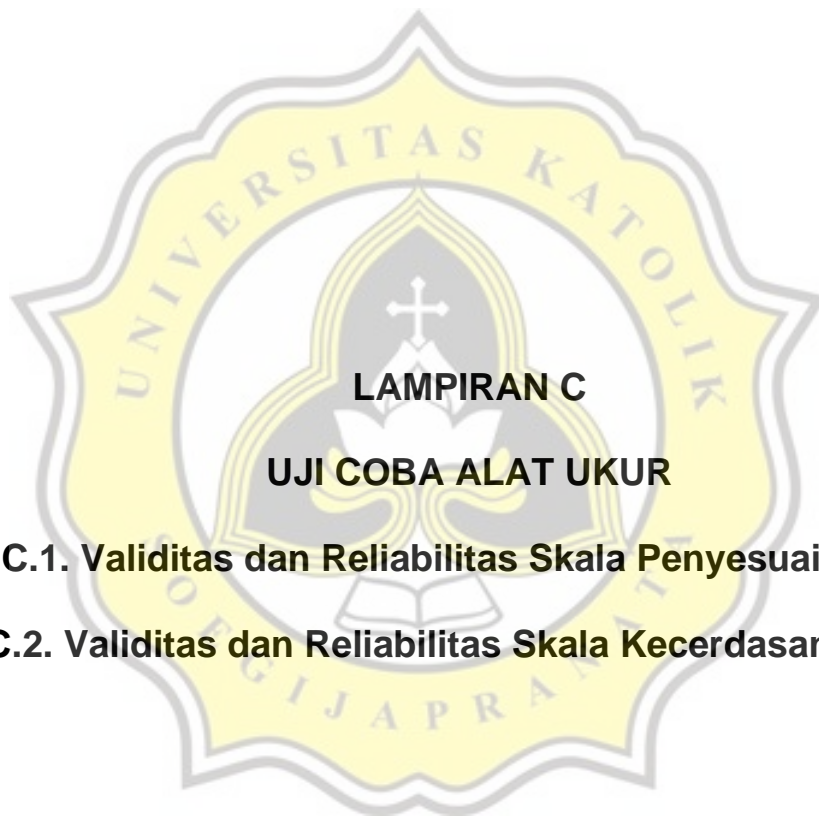 UNIVERSITAS KATOLIK
LAMPIRAN C
UJI COBA ALAT UKUR
C.1. Validitas dan Reliabilitas Skala Penyesuai
C.2. Validitas dan Reliabilitas Skala Kecerdasan
SOEGIJAPRANATA